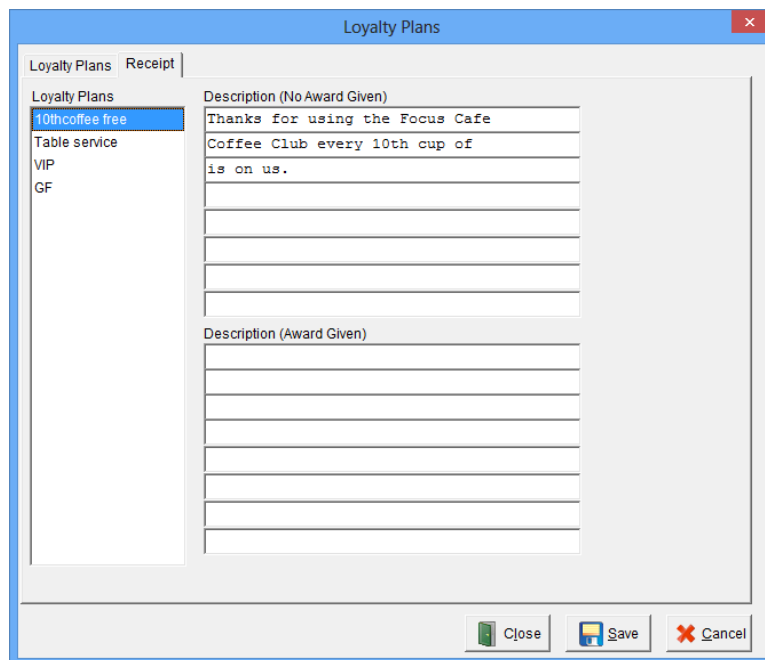 Loyalty Plans
Loyalty Plans
Receipt
Loyalty Plans
10thcoffee free
Table service
VIP
GF
Description (No Award Given)
Thanks for using the Focus Cafe
Coffee Club every 10th cup of
is on us.
Description (Award Given)
Close
Save
Cancel